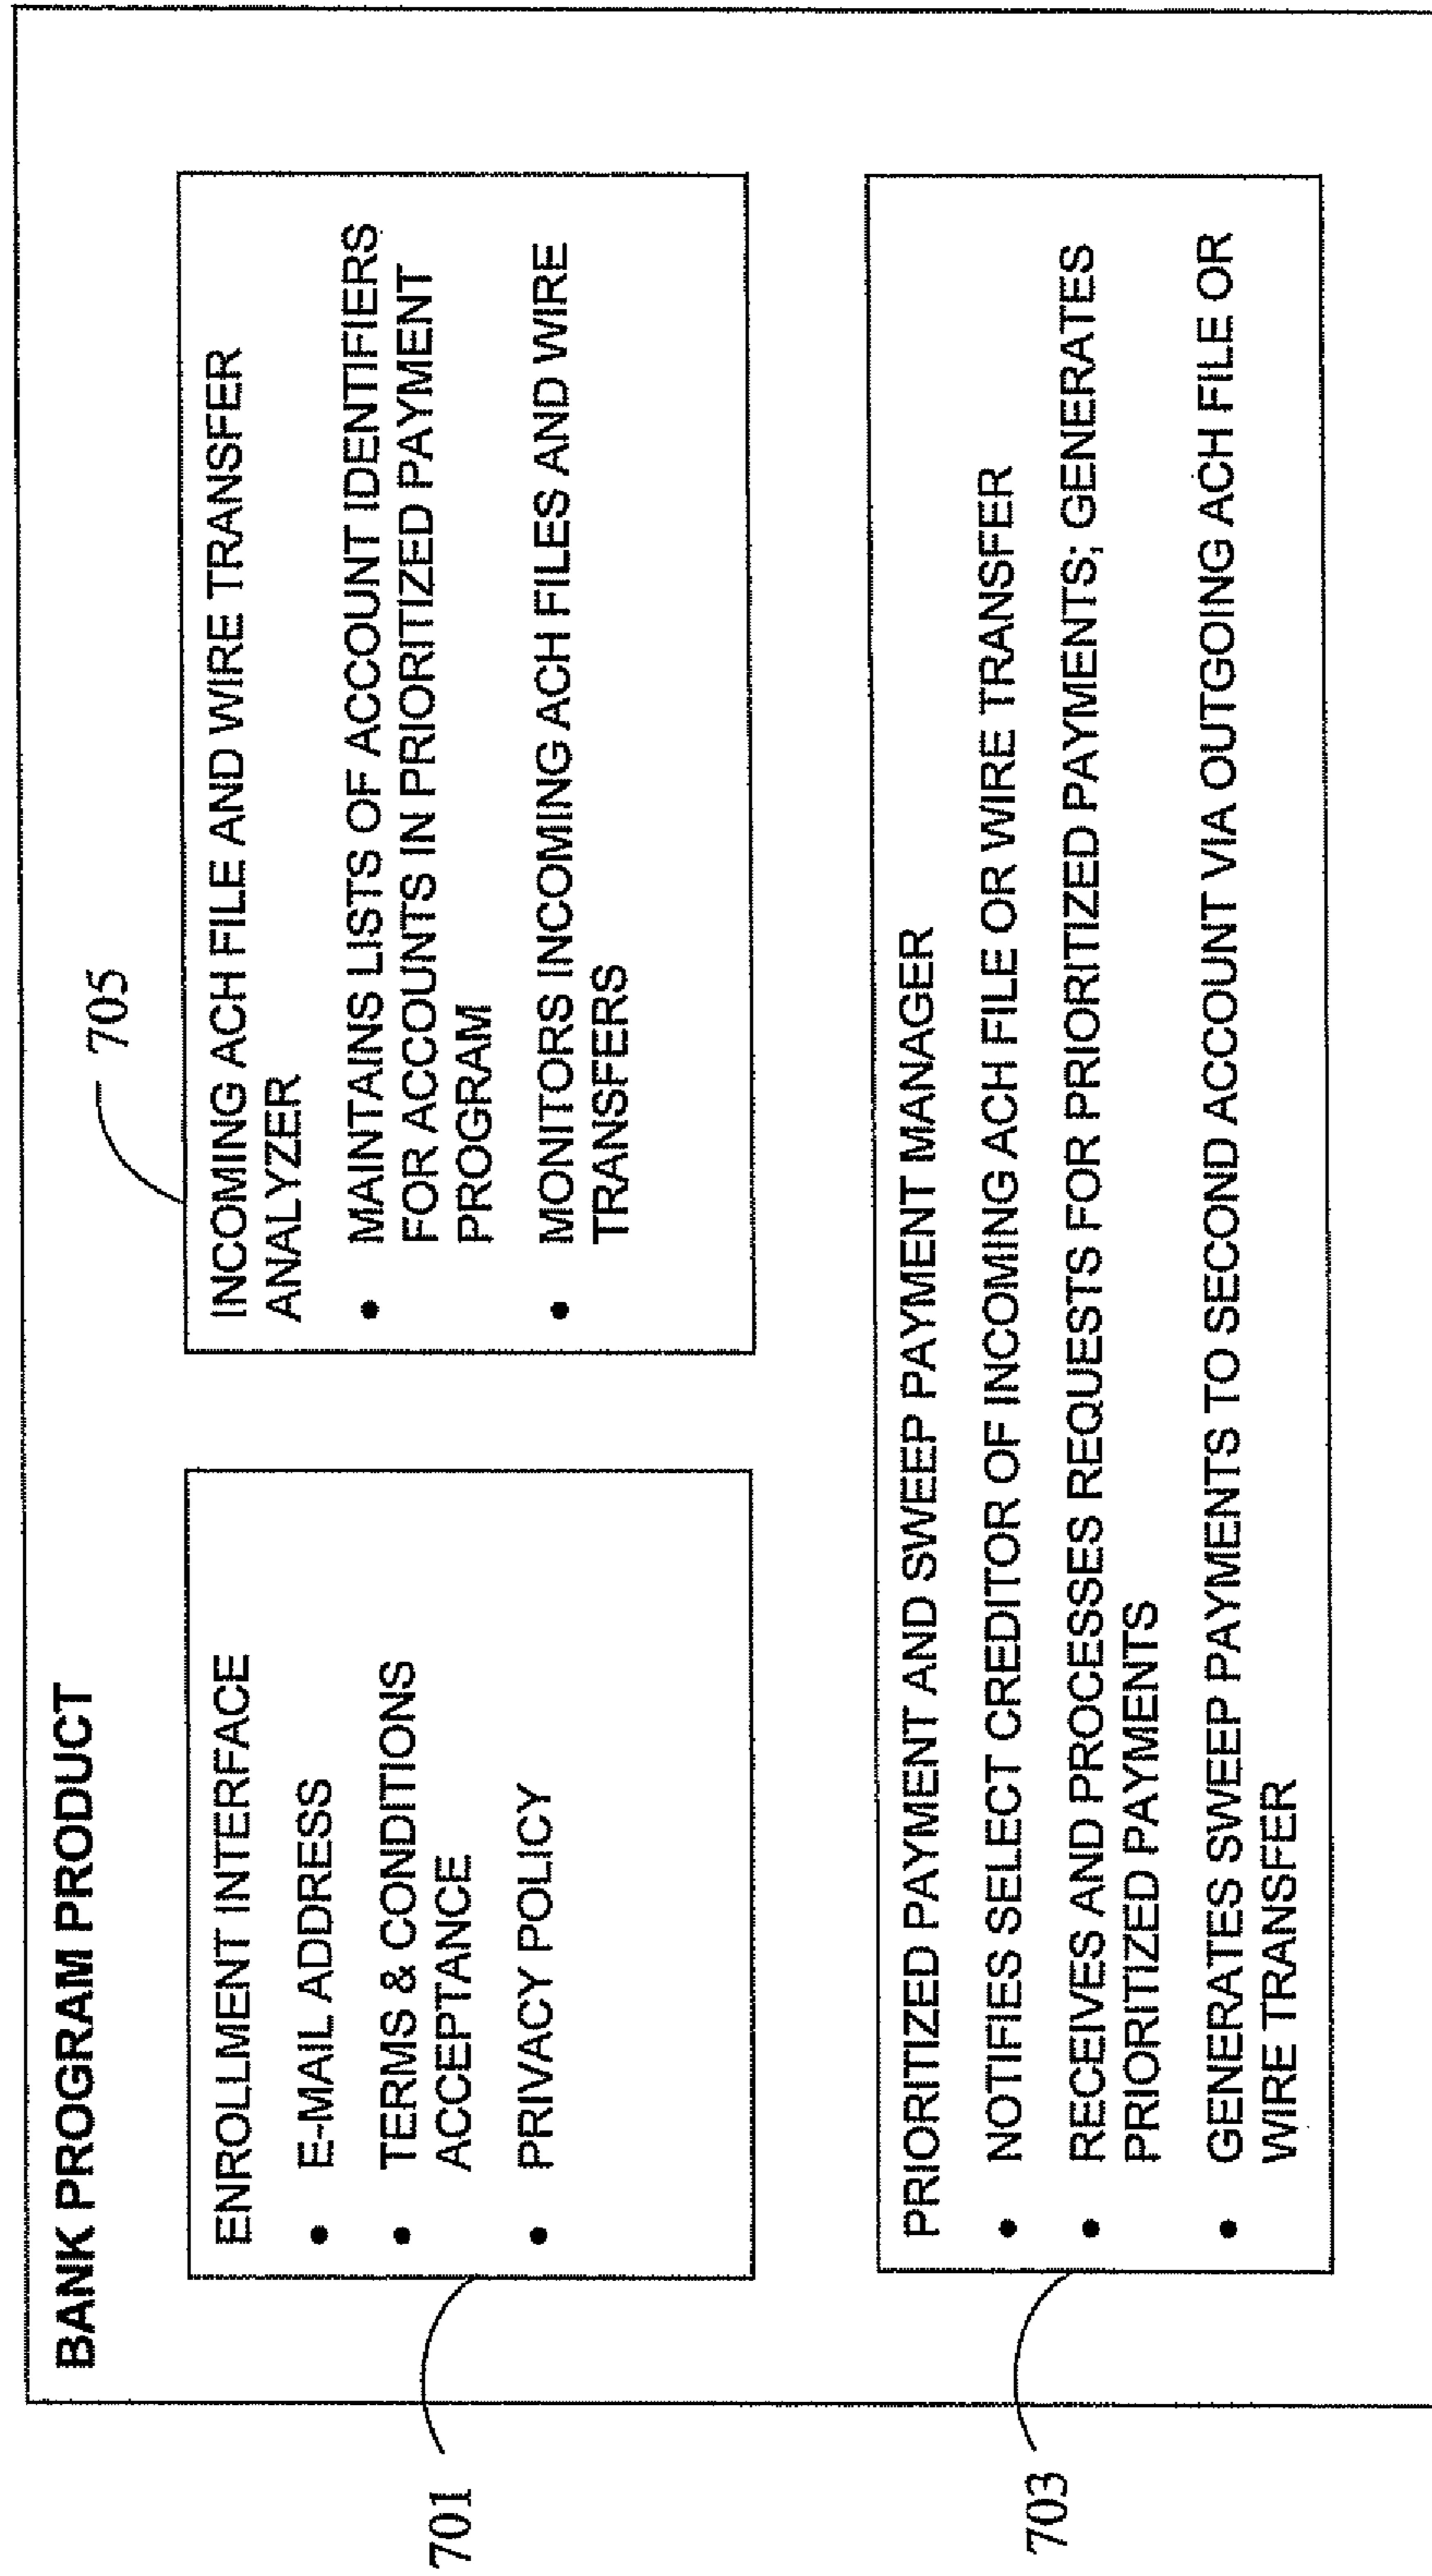 BANK PROGRAM PRODUCT
701
ENROLLMENT INTERFACE
• E-MAIL ADDRESS
• TERMS & CONDITIONS
ACCEPTANCE
• PRIVACY POLICY
705
INCOMING ACH FILE AND WIRE TRANSFER
ANALYZER
• MAINTAINS LISTS OF ACCOUNT IDENTIFIERS
FOR ACCOUNTS IN PRIORITIZED PAYMENT
PROGRAM
• MONITORS INCOMING ACH FILES AND WIRE
TRANSFERS
703
PRIORITIZED PAYMENT AND SWEEP PAYMENT MANAGER
• NOTIFIES SELECT CREDITOR OF INCOMING ACH FILE OR WIRE TRANSFER
• RECEIVES AND PROCESSES REQUESTS FOR PRIORITIZED PAYMENTS; GENERATES
PRIORITIZED PAYMENTS
• GENERATES SWEEP PAYMENTS TO SECOND ACCOUNT VIA OUTGOING ACH FILE OR
WIRE TRANSFER